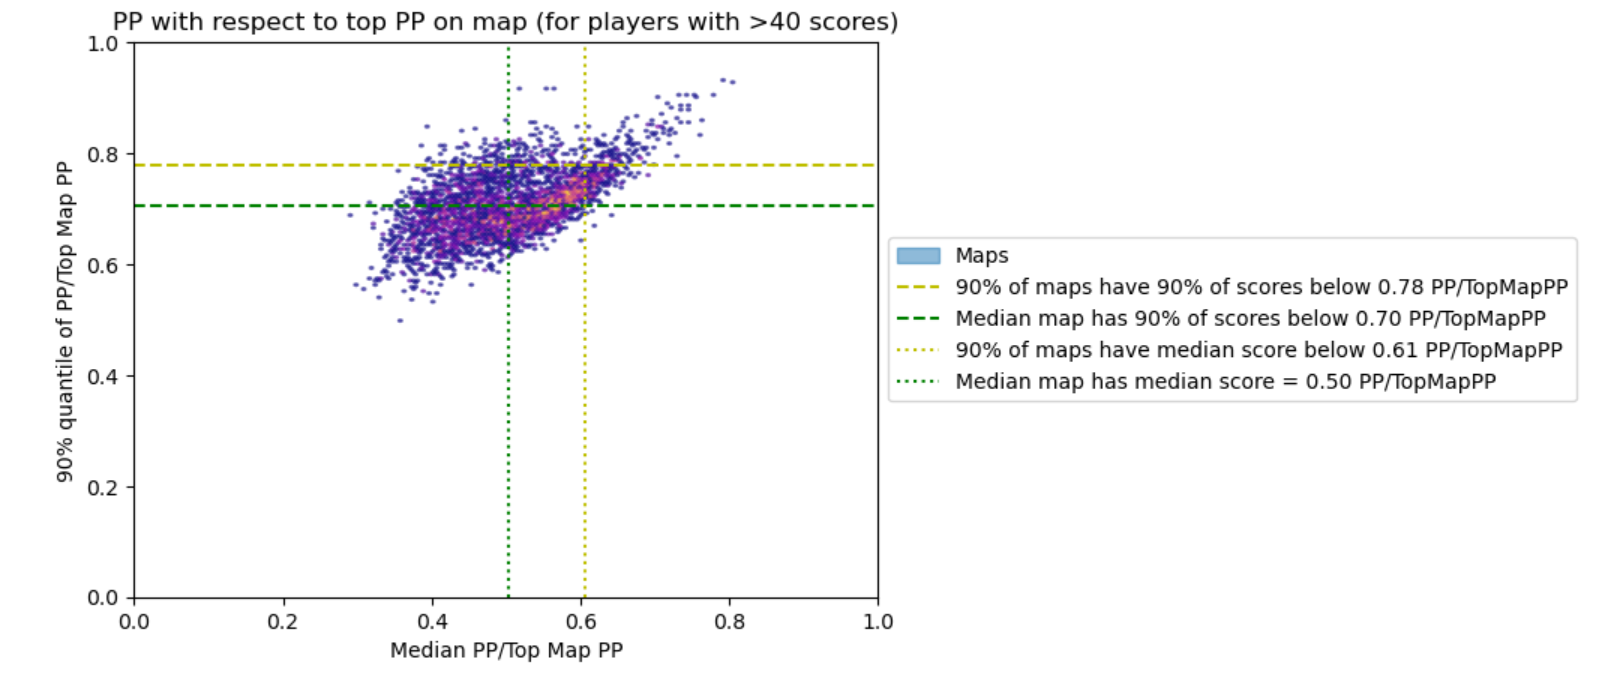 PP with respect to top PP on map (for players with >40 scores)
1.0
0.8
0.6
0.4
0.2
0.0
90% quantile of PP/Top Map PP
0.0 0.2 0.4 0.6 0.8 1.0
Median PP/Top Map PP
Maps
90% of maps have 90% of scores below 0.78 PP/TopMapPP
Median map has 90% of scores below 0.70 PP/TopMapPP
90% of maps have median score below 0.61 PP/TopMapPP
Median map has median score = 0.50 PP/TopMapPP